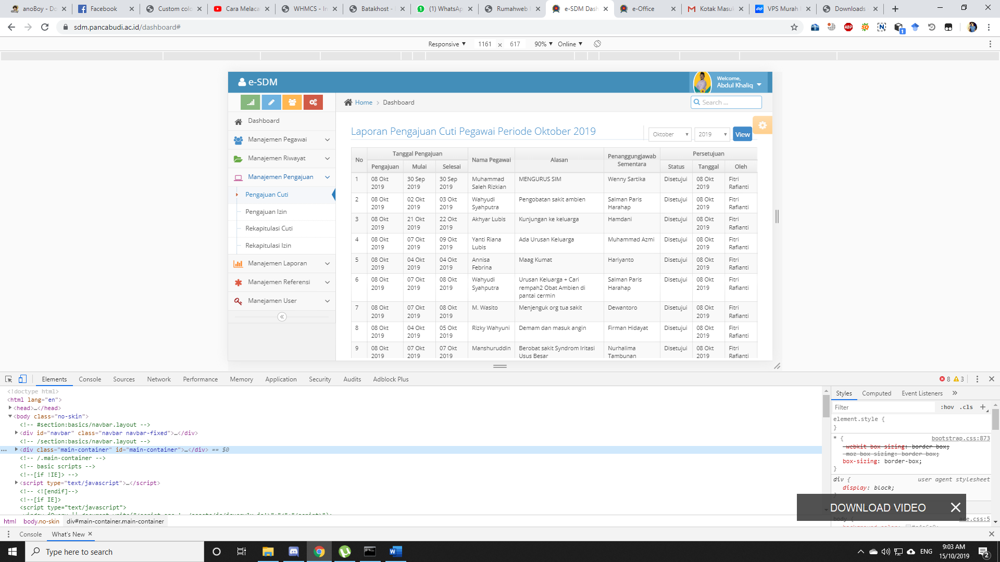 anoBoy - Do
Facebook
Custom col
Cara Melaca
WHMCS - In
Batakhost -
(1) WhatsAp
Rumahweb
e-SDM Dash
e-Office
Kotak Masu
VPS Murah
Downloads
sdm.pancabudi.ac.id/dashboard#
Responsive 1161 × 617 90% Online
e-SDM
Welcome,
Abdul Khaliq
Home > Dashboard
Search ...
Dashboard
Manajemen Pegawai
Manajemen Riwayat
Manajemen Pengajuan
Pengajuan Cuti
Pengajuan Izin
Rekapitulasi Cuti
Rekapitulasi Izin
Manajemen Laporan
Manajemen Referensi
Manejamen User
Laporan Pengajuan Cuti Pegawai Periode Oktober 2019
Oktober 2019 View
No Tanggal Pengajuan Nama Pegawai Alasan Penanggungjawab Sementara Persetujuan
Pengajuan Mulai Selesai Status Tanggal Oleh
1 08 Okt 2019 30 Sep 2019 30 Sep 2019 Muhammad Saleh Rizkian MENGURUS SIM Wenny Sartika Disetujui 08 Okt 2019 Fitri Rafianti
2 08 Okt 2019 02 Okt 2019 03 Okt 2019 Wahyudi Syahputra Pengobatan sakit ambien Salman Paris Harahap Disetujui 08 Okt 2019 Fitri Rafianti
3 08 Okt 2019 21 Okt 2019 22 Okt 2019 Akhyar Lubis Kunjungan ke keluarga Hamdani Disetujui 08 Okt 2019 Fitri Rafianti
4 08 Okt 2019 07 Okt 2019 09 Okt 2019 Yanti Riana Lubis Ada Urusan Keluarga Muhammad Azmi Disetujui 08 Okt 2019 Fitri Rafianti
5 08 Okt 2019 04 Okt 2019 04 Okt 2019 Annisa Febrina Maag Kumat Hariyanto Disetujui 08 Okt 2019 Fitri Rafianti
6 08 Okt 2019 07 Okt 2019 08 Okt 2019 Wahyudi Syahputra Urusan Keluarga + Cari rempah2 Obat Ambien di pantai cermin Salman Paris Harahap Disetujui 08 Okt 2019 Fitri Rafianti
7 08 Okt 2019 07 Okt 2019 08 Okt 2019 M. Wasito Menjenguk org tua sakit Dewantoro Disetujui 08 Okt 2019 Fitri Rafianti
8 08 Okt 2019 04 Okt 2019 05 Okt 2019 Rizky Wahyuni Demam dan masuk angin Firman Hidayat Disetujui 08 Okt 2019 Fitri Rafianti
9 08 Okt 2019 07 Okt 2019 07 Okt 2019 Manshuruddin Berobat sakit Syndrom Iritasi Usus Besar Nurhalima Tambunan Disetujui 08 Okt 2019 Fitri Rafianti
Elements Console Sources Network Performance Memory Application Security Audits Adblock Plus 8 3
<!doctype html>
<html lang="en">
<head>…</head>
<body class="no-skin">
<!-- #section:basics/navbar.layout -->
<div id="navbar" class="navbar navbar-fixed">…</div>
<!-- /section:basics/navbar.layout -->
<div class="main-container" id="main-container">…</div> == $0
<!-- /.main-container -->
<!-- basic scripts -->
<!--[if !IE]> -->
<script type="text/javascript">…</script>
<!-- <![endif]-->
<!--[if IE]>
<script type="text/javascript">
html body.no-skin div#main-container.main-container
Styles Computed Event Listeners »
Filter :hov .cls +
element.style {
}
* { bootstrap.css:873
-webkit-box-sizing: border-box;
-moz-box-sizing: border-box;
box-sizing: border-box;
}
div { user agent stylesheet
display: block;
DOWNLOAD VIDEO
body {
Console What's New
Type here to search
ENG
9:03 AM
15/10/2019
2